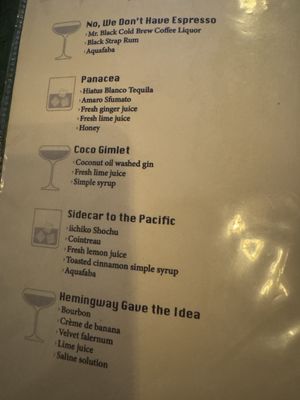 No, We Don't Have Espresso
· Mr. Black Cold Brew Coffee Liquor
· Black Strap Rum
· Aquafaba
Panacea
· Hiatus Blanco Tequila
· Amaro Sfumato
· Fresh ginger juice
· Fresh lime juice
· Honey
Coco Gimlet
· Coconut oil washed gin
· Fresh lime juice
· Simple syrup
Sidecar to the Pacific
· iichiko Shochu
· Cointreau
· Fresh lemon juice
· Toasted cinnamon simple syrup
· Aquafaba
Hemingway Gave the Idea
· Bourbon
· Crème de banana
· Velvet falernum
· Lime juice
· Saline solution